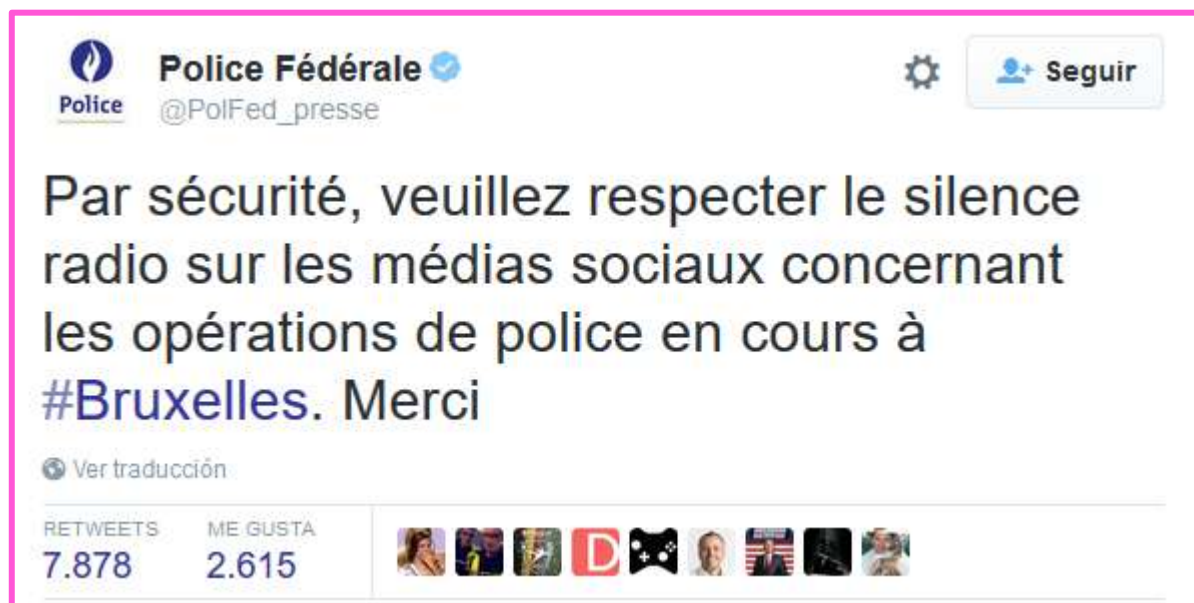 Police Fédérale
Seguir
Police
@PolFed_presse
Par sécurité, veuillez respecter le silence
radio sur les médias sociaux concernant
les opérations de police en cours à
#Bruxelles. Merci
Ver traducción
RETWEETS ME GUSTA
7.878 2.615
D